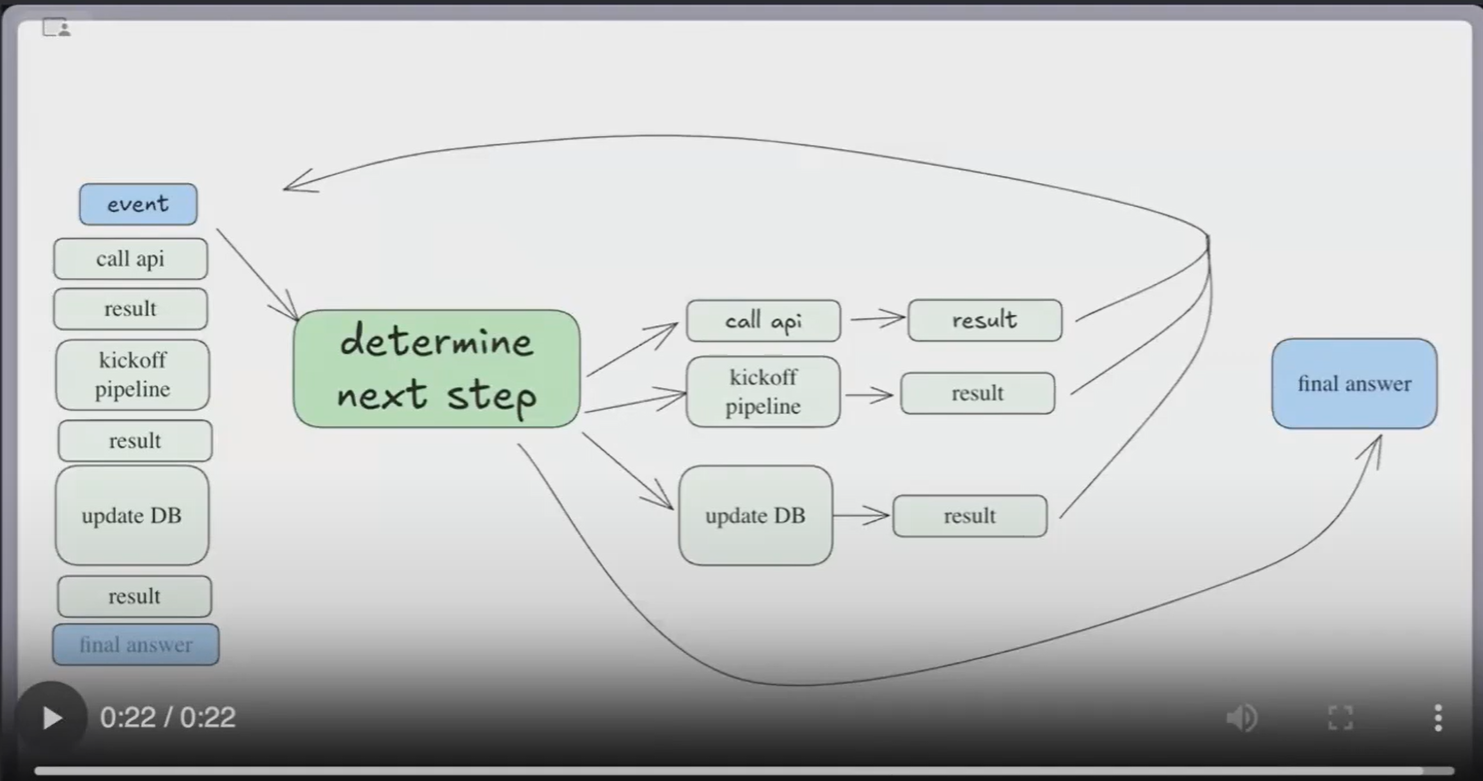 event
call api
result
kickoff
pipeline
result
update DB
result
final answer
determine
next step
call api
result
kickoff
pipeline
result
update DB
result
final answer
0:22 / 0:22